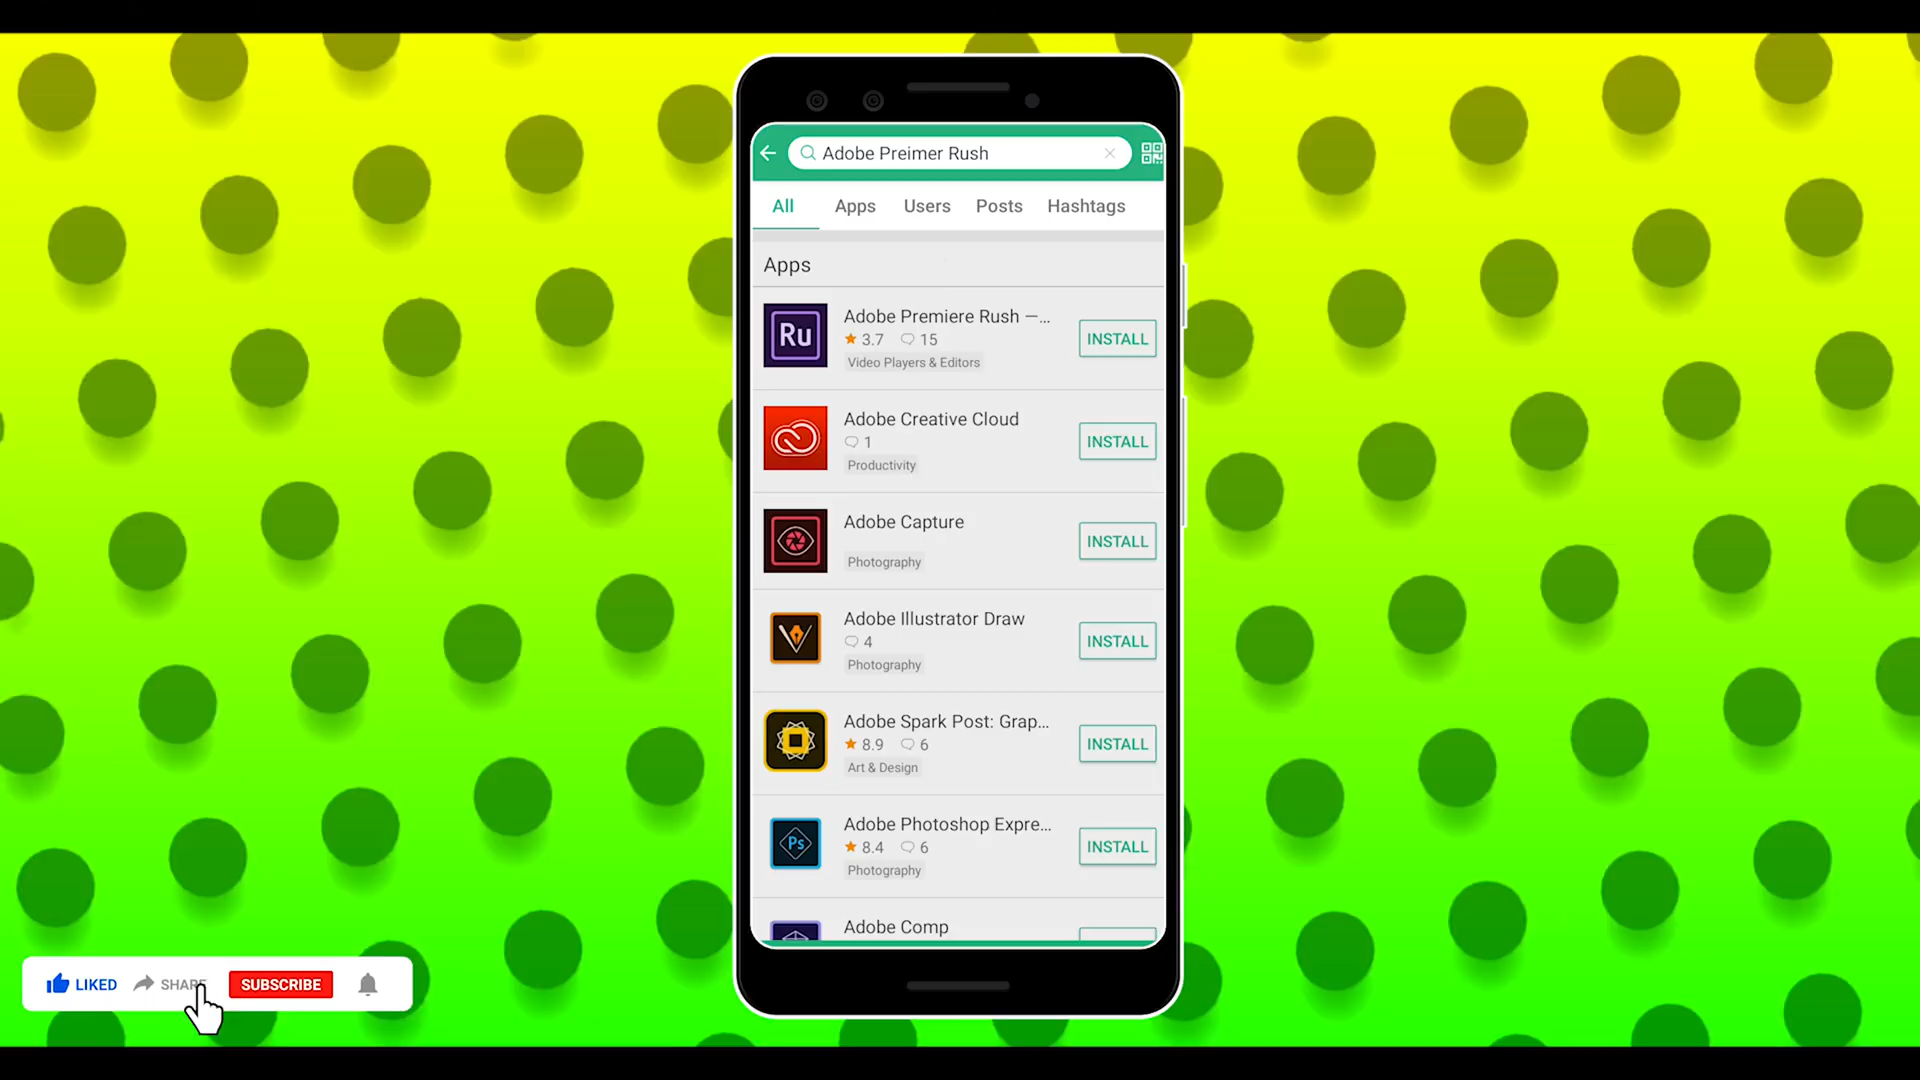 Adobe Preimer Rush
All Apps Users Posts Hashtags
Apps
Ru
Adobe Premiere Rush —...
3.7 15
Video Players & Editors
INSTALL
Adobe Creative Cloud
1
Productivity
INSTALL
Adobe Capture
Photography
INSTALL
Adobe Illustrator Draw
4
Photography
INSTALL
Adobe Spark Post: Grap...
8.9 6
Art & Design
INSTALL
Ps
Adobe Photoshop Expre...
8.4 6
Photography
INSTALL
Adobe Comp
LIKED SHARE SUBSCRIBE